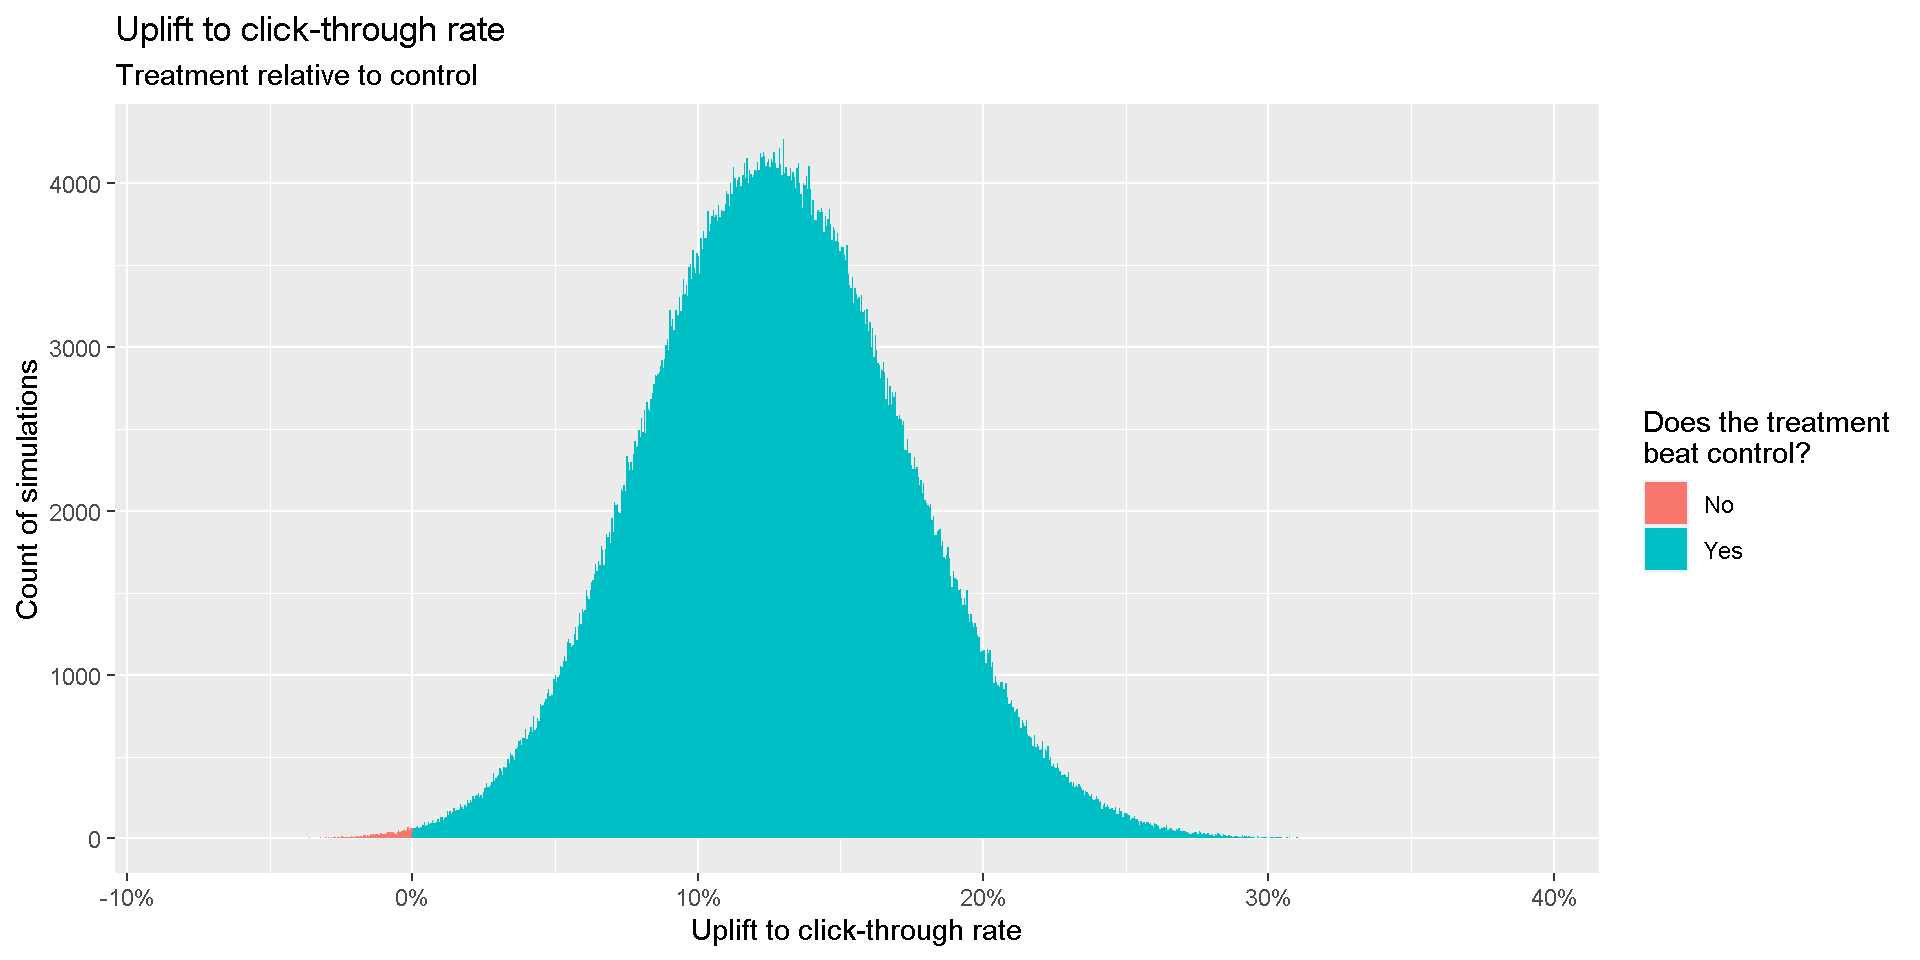 Uplift to click-through rate
Treatment relative to control
Count of simulations
4000
3000
2000
1000
0
-10%
0%
10%
20%
30%
40%
Uplift to click-through rate
Does the treatment
beat control?
No
Yes